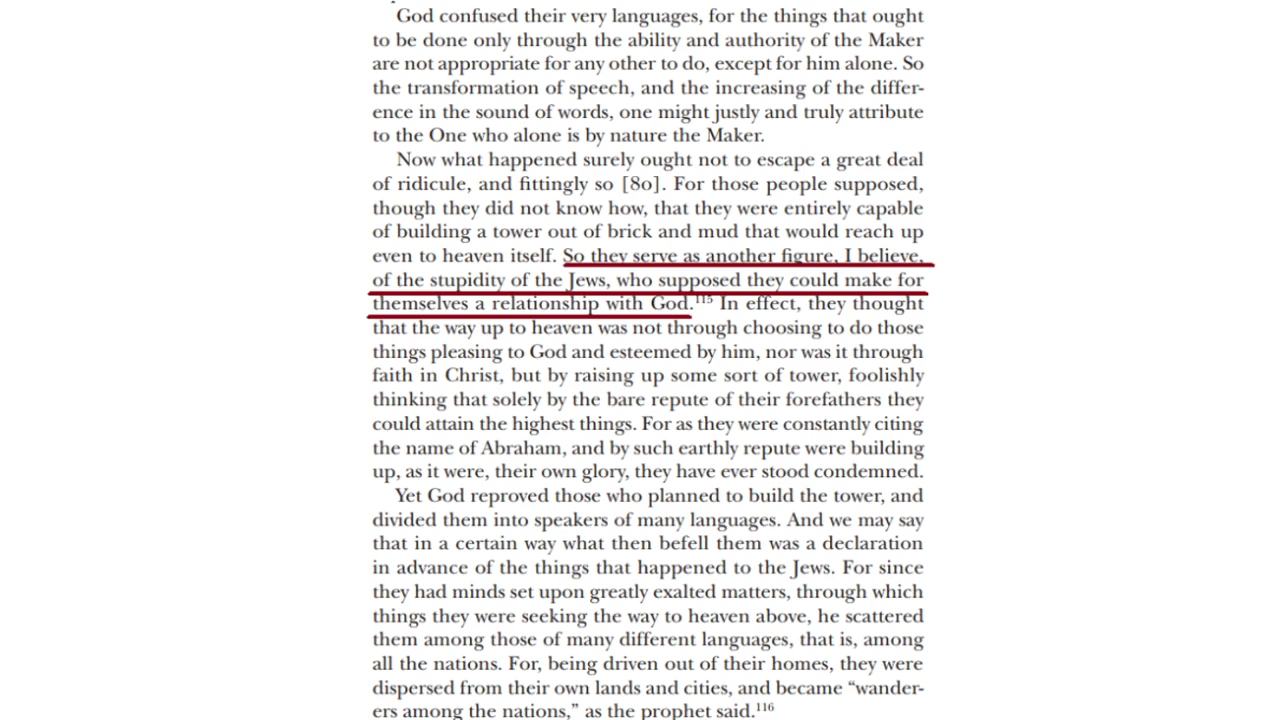 God confused their very languages, for the things that ought
to be done only through the ability and authority of the Maker
are not appropriate for any other to do, except for him alone. So
the transformation of speech, and the increasing of the differ-
ence in the sound of words, one might justly and truly attribute
to the One who alone is by nature the Maker.
Now what happened surely ought not to escape a great deal
of ridicule, and fittingly so [80]. For those people supposed,
though they did not know how, that they were entirely capable
of building a tower out of brick and mud that would reach up
even to heaven itself. So they serve as another figure, I believe,
of the stupidity of the Jews, who supposed they could make for
themselves a relationship with God.¹¹⁵ In effect, they thought
that the way up to heaven was not through choosing to do those
things pleasing to God and esteemed by him, nor was it through
faith in Christ, but by raising up some sort of tower, foolishly
thinking that solely by the bare repute of their forefathers they
could attain the highest things. For as they were constantly citing
the name of Abraham, and by such earthly repute were building
up, as it were, their own glory, they have ever stood condemned.
Yet God reproved those who planned to build the tower, and
divided them into speakers of many languages. And we may say
that in a certain way what then befell them was a declaration
in advance of the things that happened to the Jews. For since
they had minds set upon greatly exalted matters, through which
things they were seeking the way to heaven above, he scattered
them among those of many different languages, that is, among
all the nations. For, being driven out of their homes, they were
dispersed from their own lands and cities, and became “wander-
ers among the nations,” as the prophet said.¹¹⁶